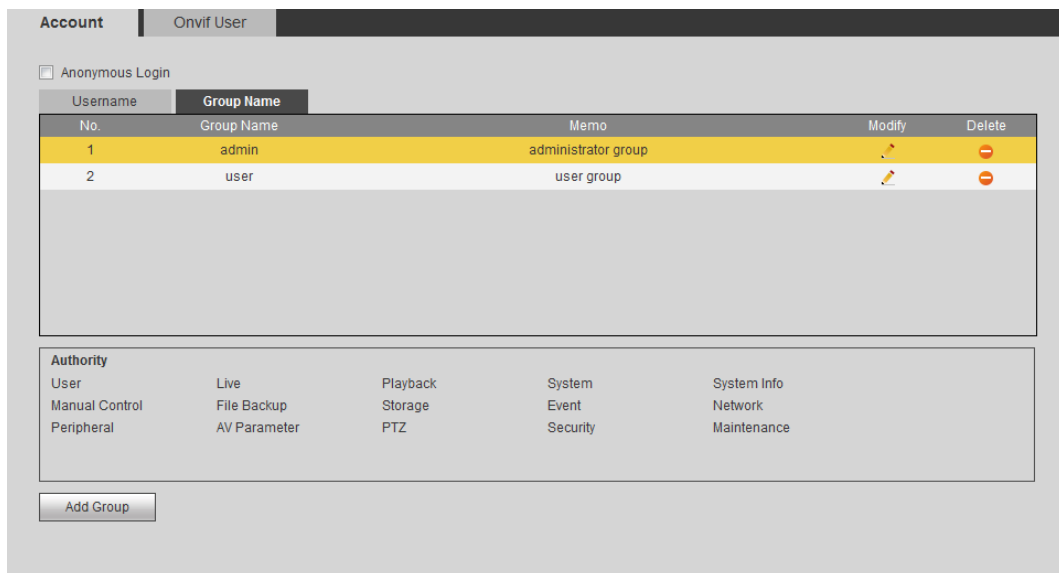 Account Onvif User
Anonymous Login
Username Group Name
No. Group Name Memo Modify Delete
1 admin administrator group
2 user user group
Authority
User Live Playback System System Info
Manual Control File Backup Storage Event Network
Peripheral AV Parameter PTZ Security Maintenance
Add Group